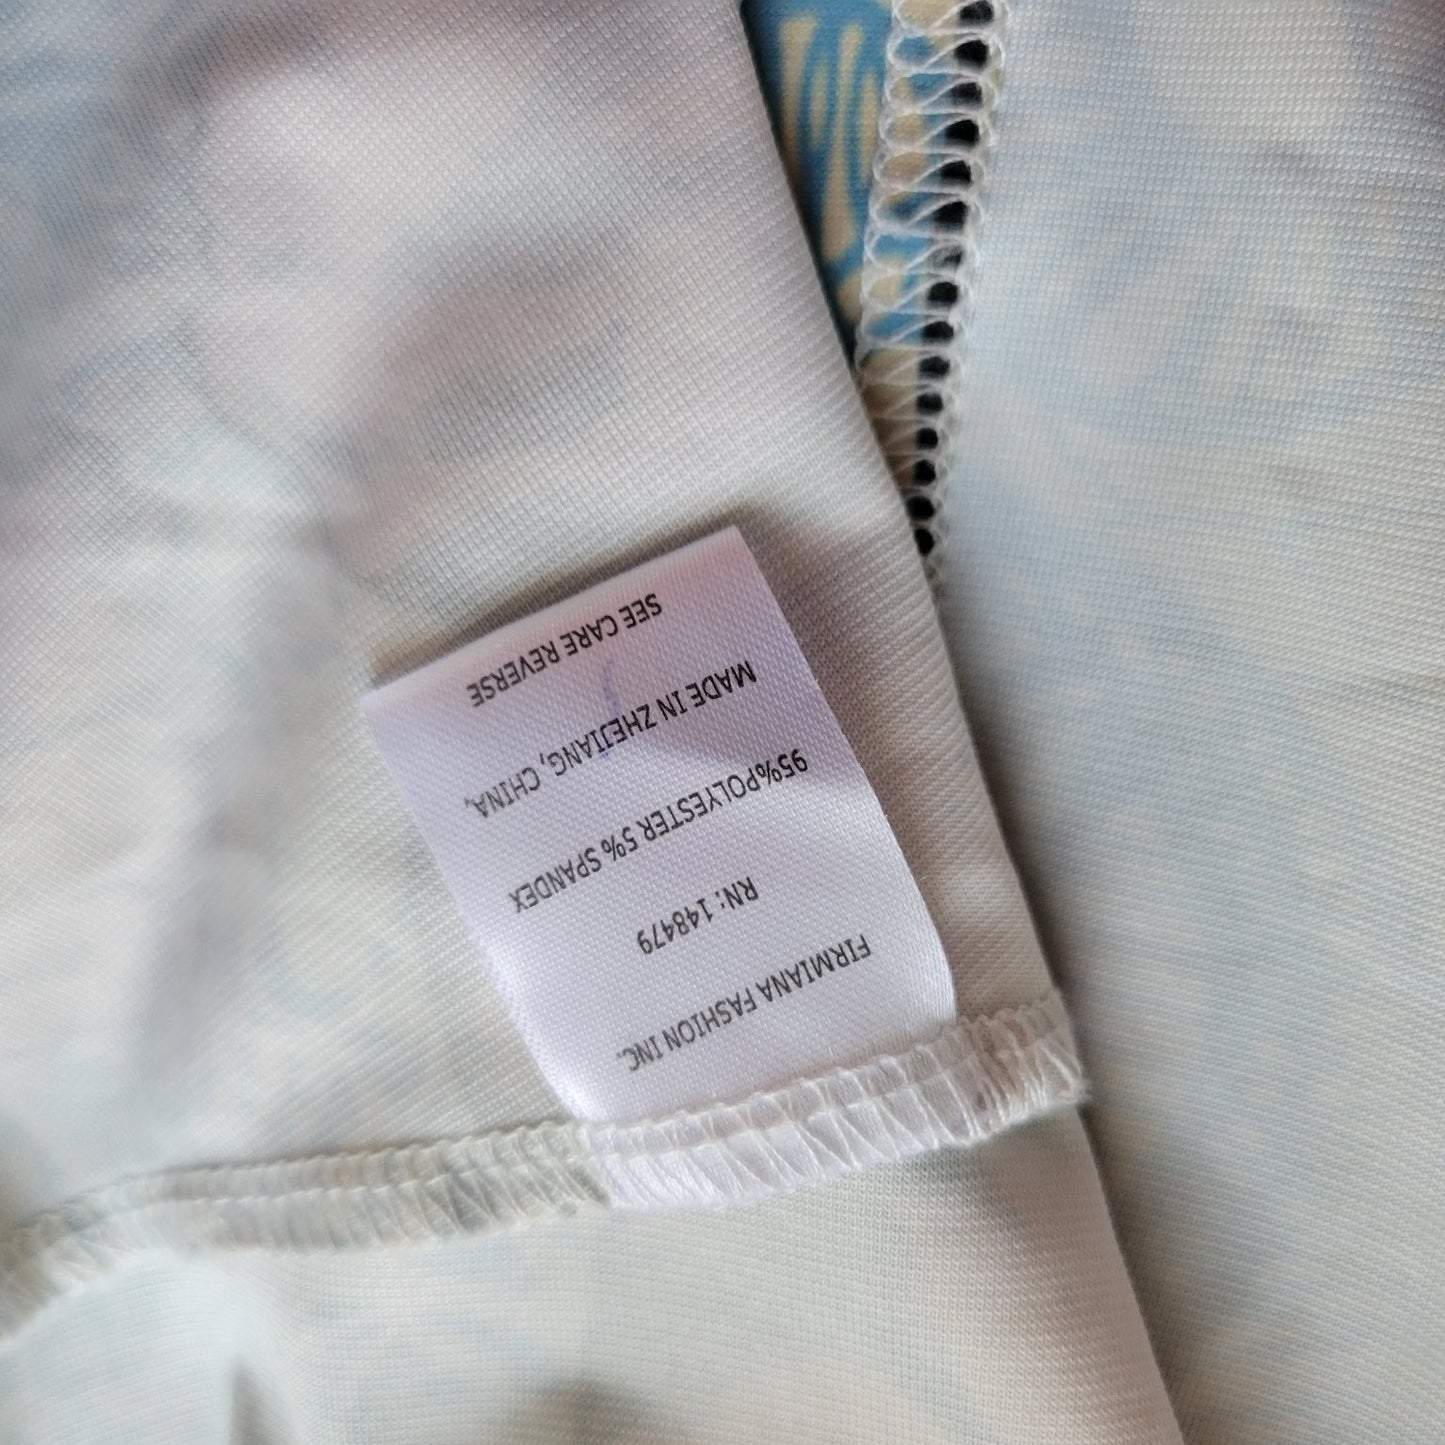 FIRMIANA FASHION INC.
RN: 148479
95%POLYESTER 5% SPANDEX
MADE IN ZHEJIANG, CHINA,
SEE CARE REVERSE